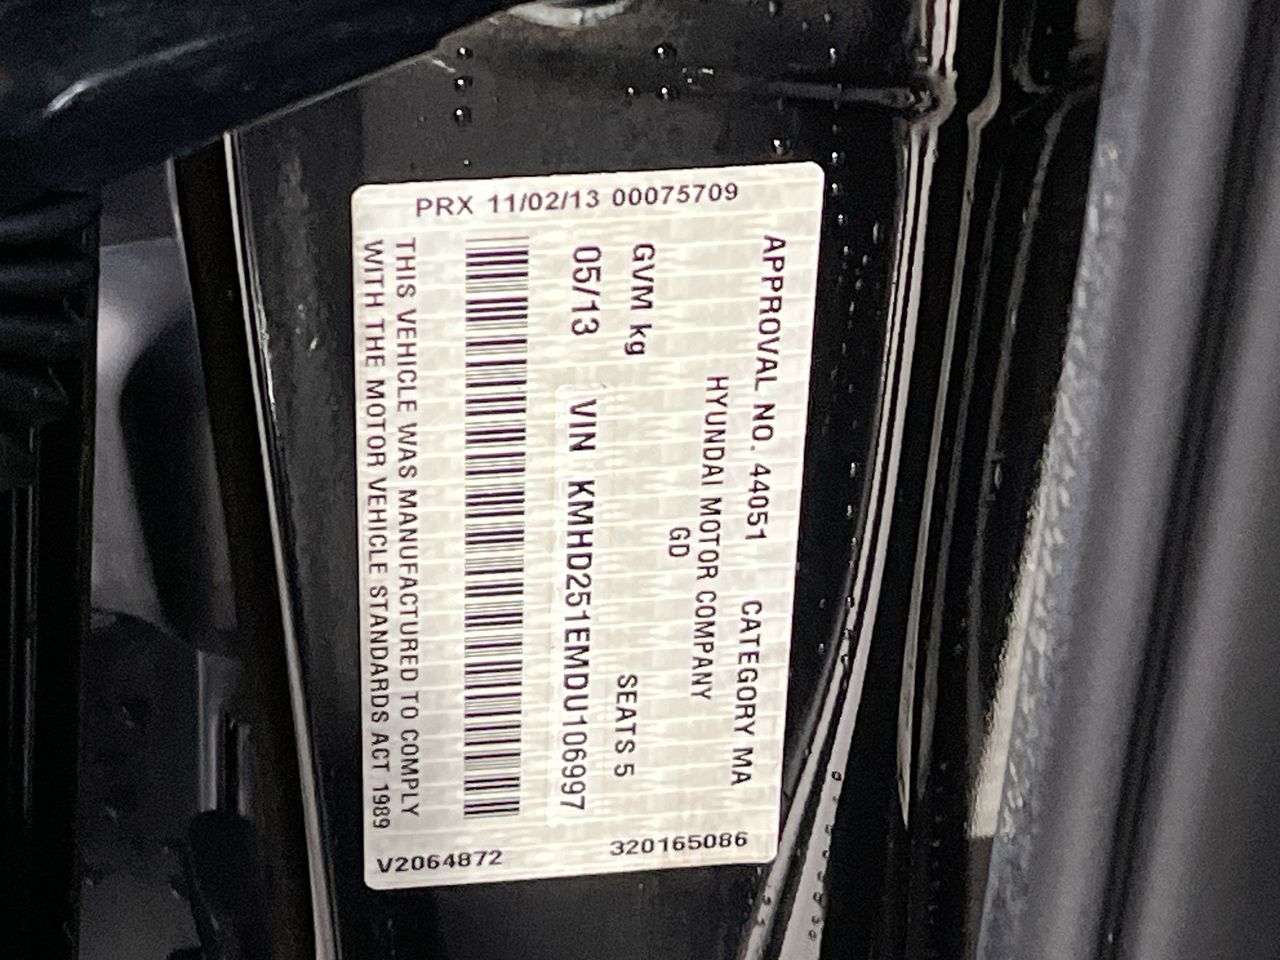 PRX 11/02/13 00075709
APPROVAL NO. 44051 CATEGORY MA
HYUNDAI MOTOR COMPANY
GD
GVM kg SEATS 5
05/13 VIN KMHD251EMDU106997
THIS VEHICLE WAS MANUFACTURED TO COMPLY
WITH THE MOTOR VEHICLE STANDARDS ACT 1989
V2064872 320165086